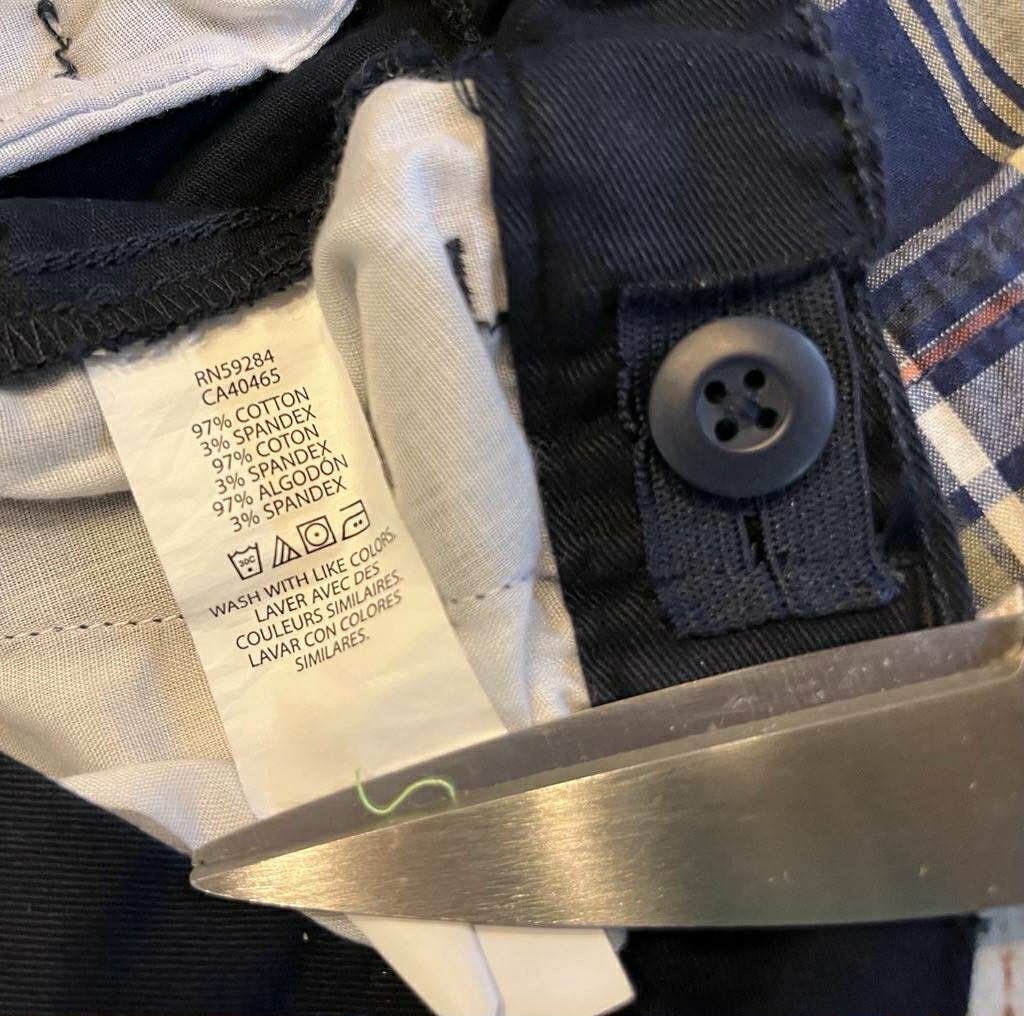 RN59284
CA40465
97% COTTON
3% SPANDEX
97% COTON
3% SPANDEX
97% ALGODÓN
3% SPANDEX
30C
WASH WITH LIKE COLORS.
LAVER AVEC DES
COULEURS SIMILAIRES.
LAVAR CON COLORES
SIMILARES.